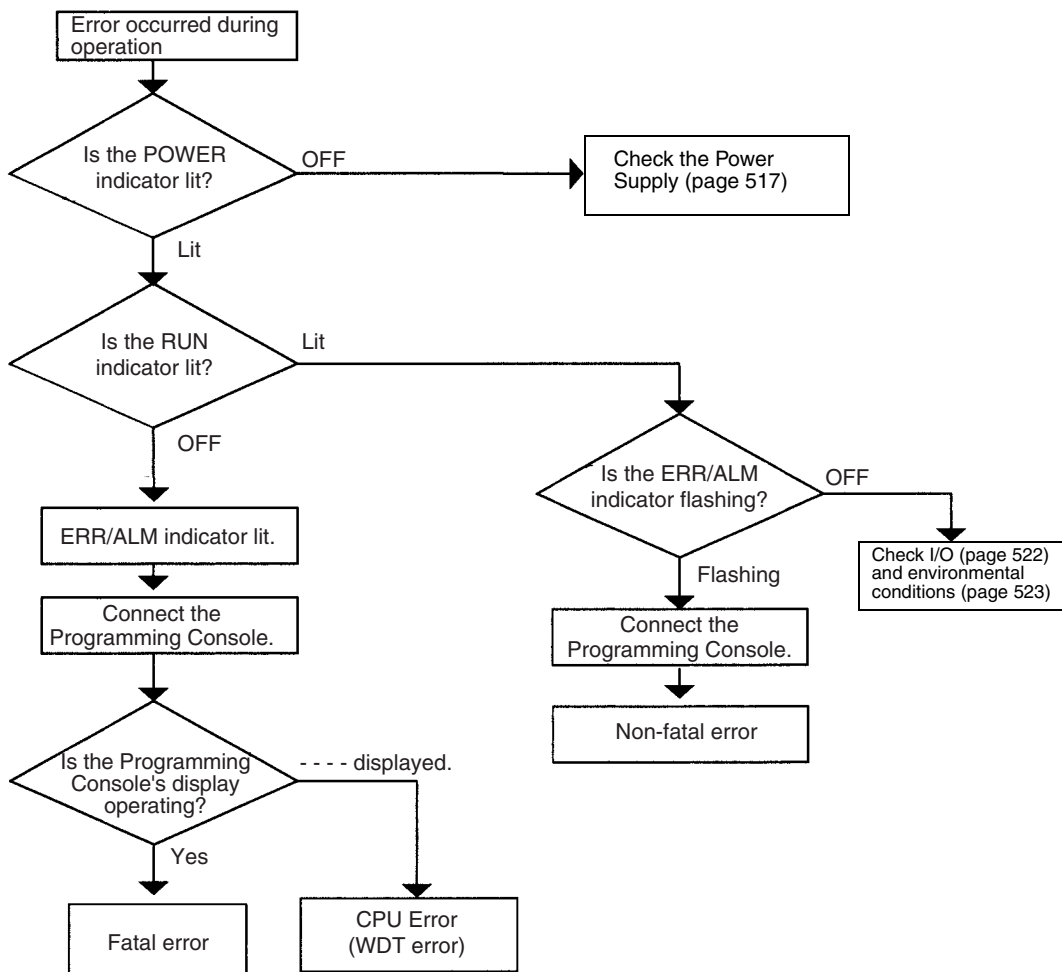 Error occurred during
operation
Is the POWER
indicator lit?
OFF
Check the Power
Supply (page 517)
Lit
Is the RUN
indicator lit?
Lit
OFF
Is the ERR/ALM
indicator flashing?
OFF
ERR/ALM indicator lit.
Check I/O (page 522)
and environmental
conditions (page 523)
Flashing
Connect the
Programming Console.
Connect the
Programming Console.
Non-fatal error
Is the Programming
Console's display
operating?
- - - - displayed.
Yes
Fatal error
CPU Error
(WDT error)